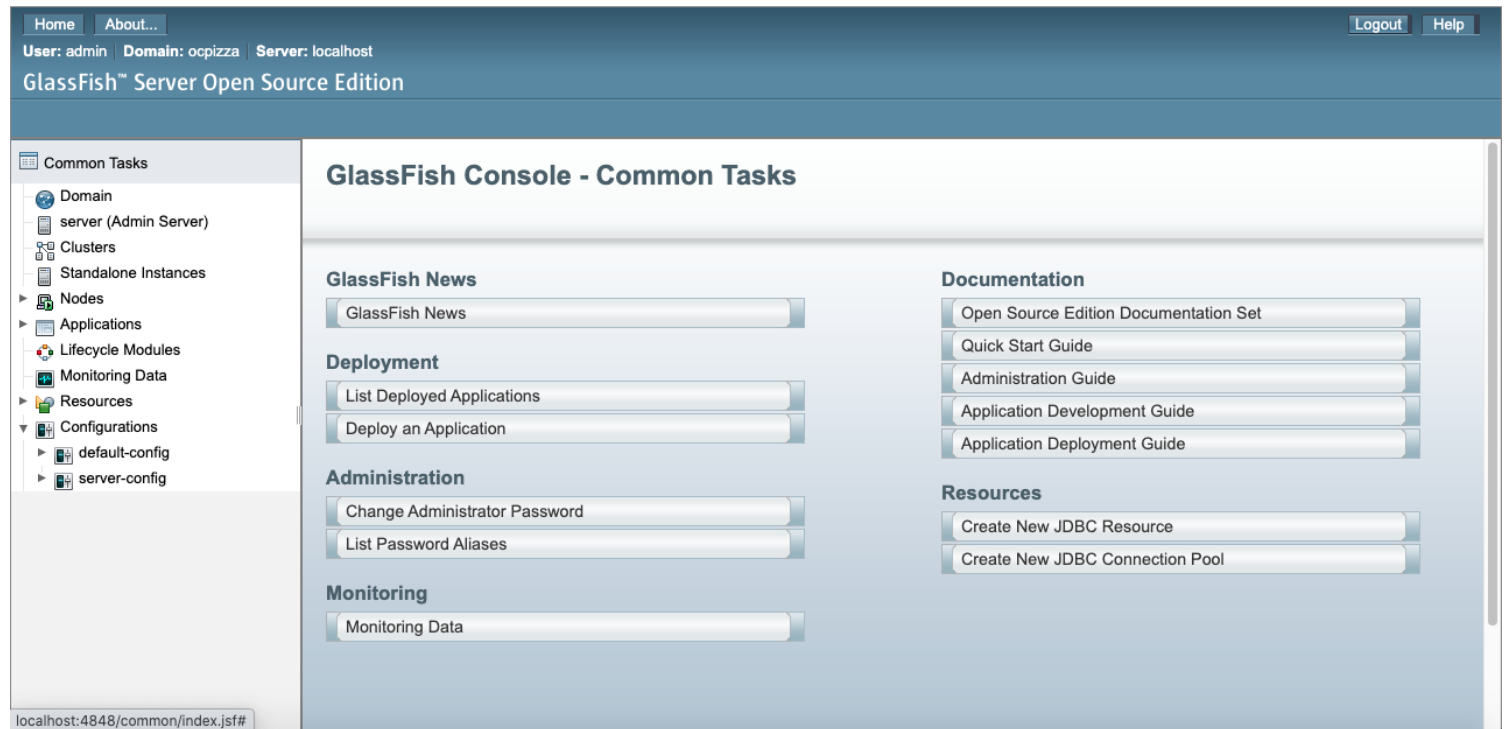 Home About... Logout Help
User: admin Domain: ocpizza Server: localhost
GlassFish™ Server Open Source Edition
Common Tasks
Domain
server (Admin Server)
Clusters
Standalone Instances
Nodes
Applications
Lifecycle Modules
Monitoring Data
Resources
Configurations
default-config
server-config
GlassFish Console - Common Tasks
GlassFish News
GlassFish News
Deployment
List Deployed Applications
Deploy an Application
Administration
Change Administrator Password
List Password Aliases
Monitoring
Monitoring Data
Documentation
Open Source Edition Documentation Set
Quick Start Guide
Administration Guide
Application Development Guide
Application Deployment Guide
Resources
Create New JDBC Resource
Create New JDBC Connection Pool
localhost:4848/common/index.jsf#